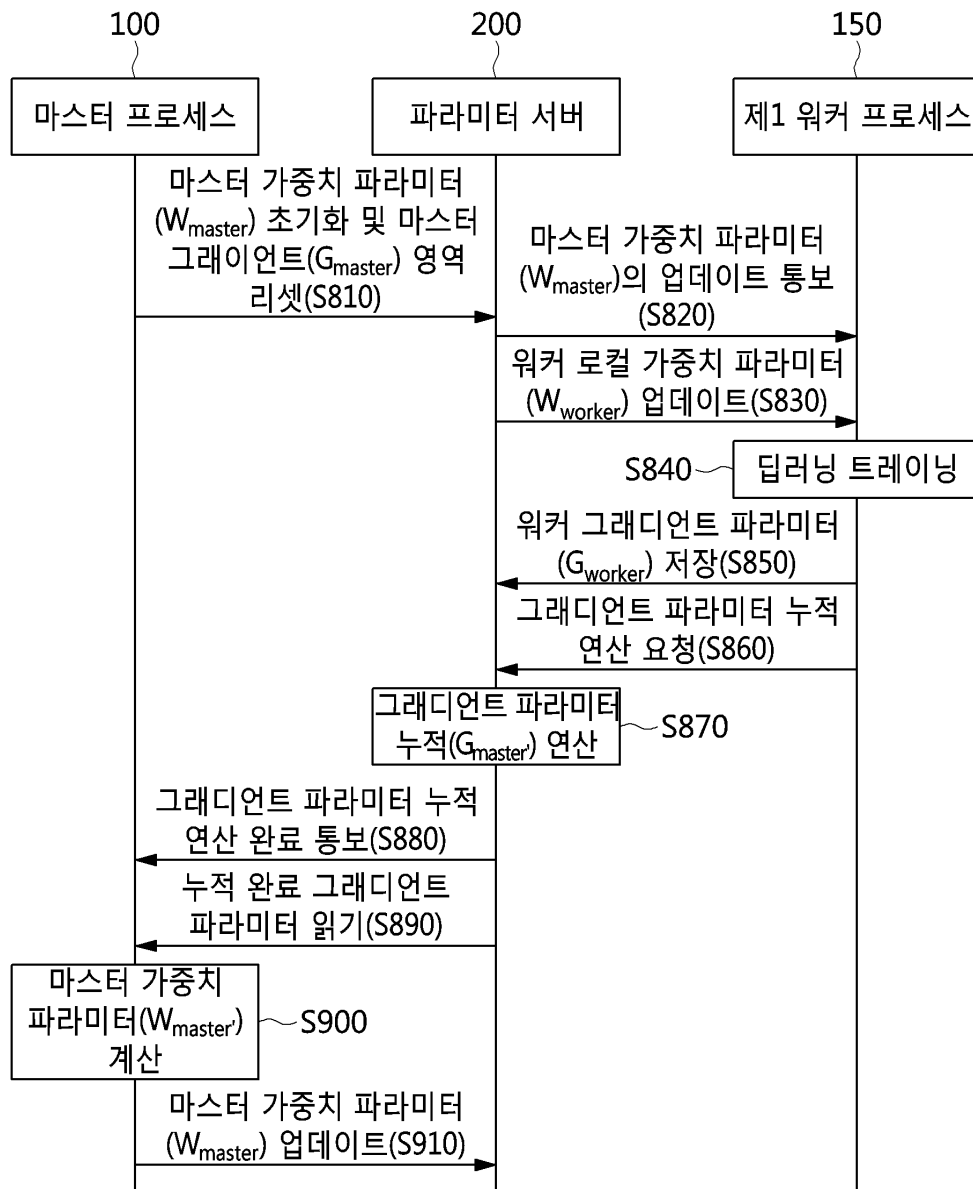 100
200
150
마스터 프로세스
파라미터 서버
제1 워커 프로세스
마스터 가중치 파라미터
(Wmaster) 초기화 및 마스터
그래이언트(Gmaster) 영역
리셋(S810)
마스터 가중치 파라미터
(Wmaster)의 업데이트 통보
(S820)
워커 로컬 가중치 파라미터
(Wworker) 업데이트(S830)
S840
딥러닝 트레이닝
워커 그래디언트 파라미터
(Gworker) 저장(S850)
그래디언트 파라미터 누적
연산 요청(S860)
그래디언트 파라미터
누적(Gmaster') 연산
S870
그래디언트 파라미터 누적
연산 완료 통보(S880)
누적 완료 그래디언트
파라미터 읽기(S890)
마스터 가중치
파라미터(Wmaster')
계산
S900
마스터 가중치 파라미터
(Wmaster) 업데이트(S910)